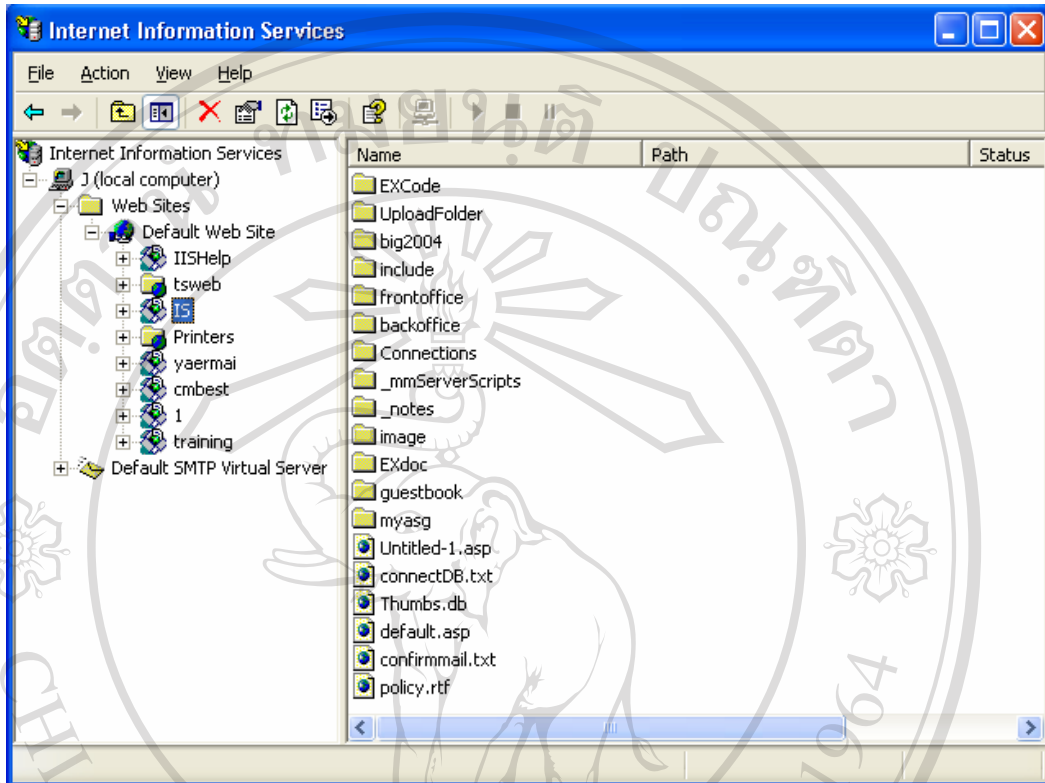 Internet Information Services
File Action View Help
Internet Information Services
J (local computer)
Web Sites
Default Web Site
IISHelp
tsweb
IS
Printers
yaermai
cmbest
1
training
Default SMTP Virtual Server
Name Path Status
EXCode
UploadFolder
big2004
include
frontoffice
backoffice
Connections
_mmServerScripts
_notes
image
EXdoc
guestbook
myasg
Untitled-1.asp
connectDB.txt
Thumbs.db
default.asp
confirmmail.txt
policy.rtf
1964